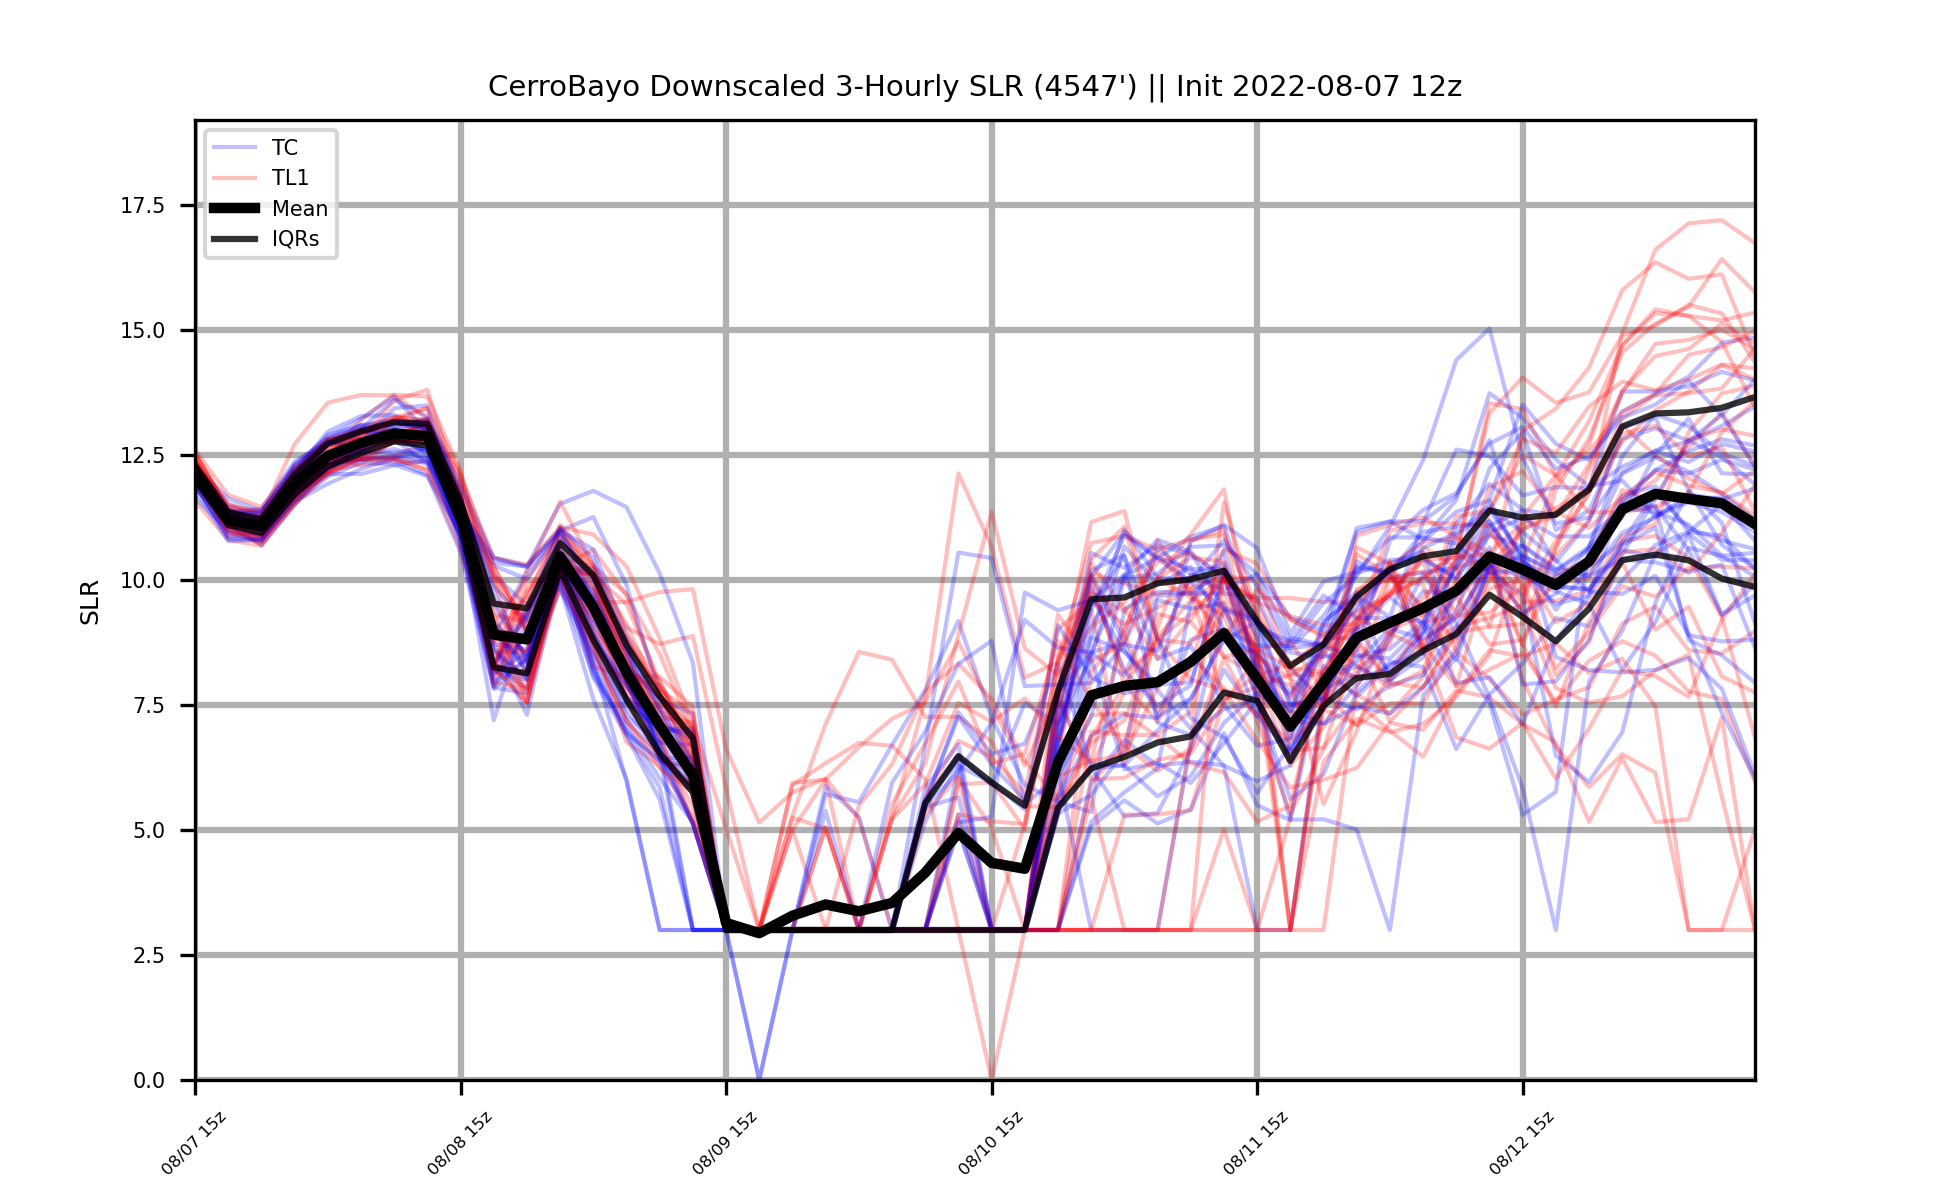 CerroBayo Downscaled 3-Hourly SLR (4547') || Init 2022-08-07 12z
TC
TL1
Mean
IQRs
17.5
15.0
12.5
10.0
7.5
5.0
2.5
0.0
SLR
08/07 15z
08/08 15z
08/09 15z
08/10 15z
08/11 15z
08/12 15z